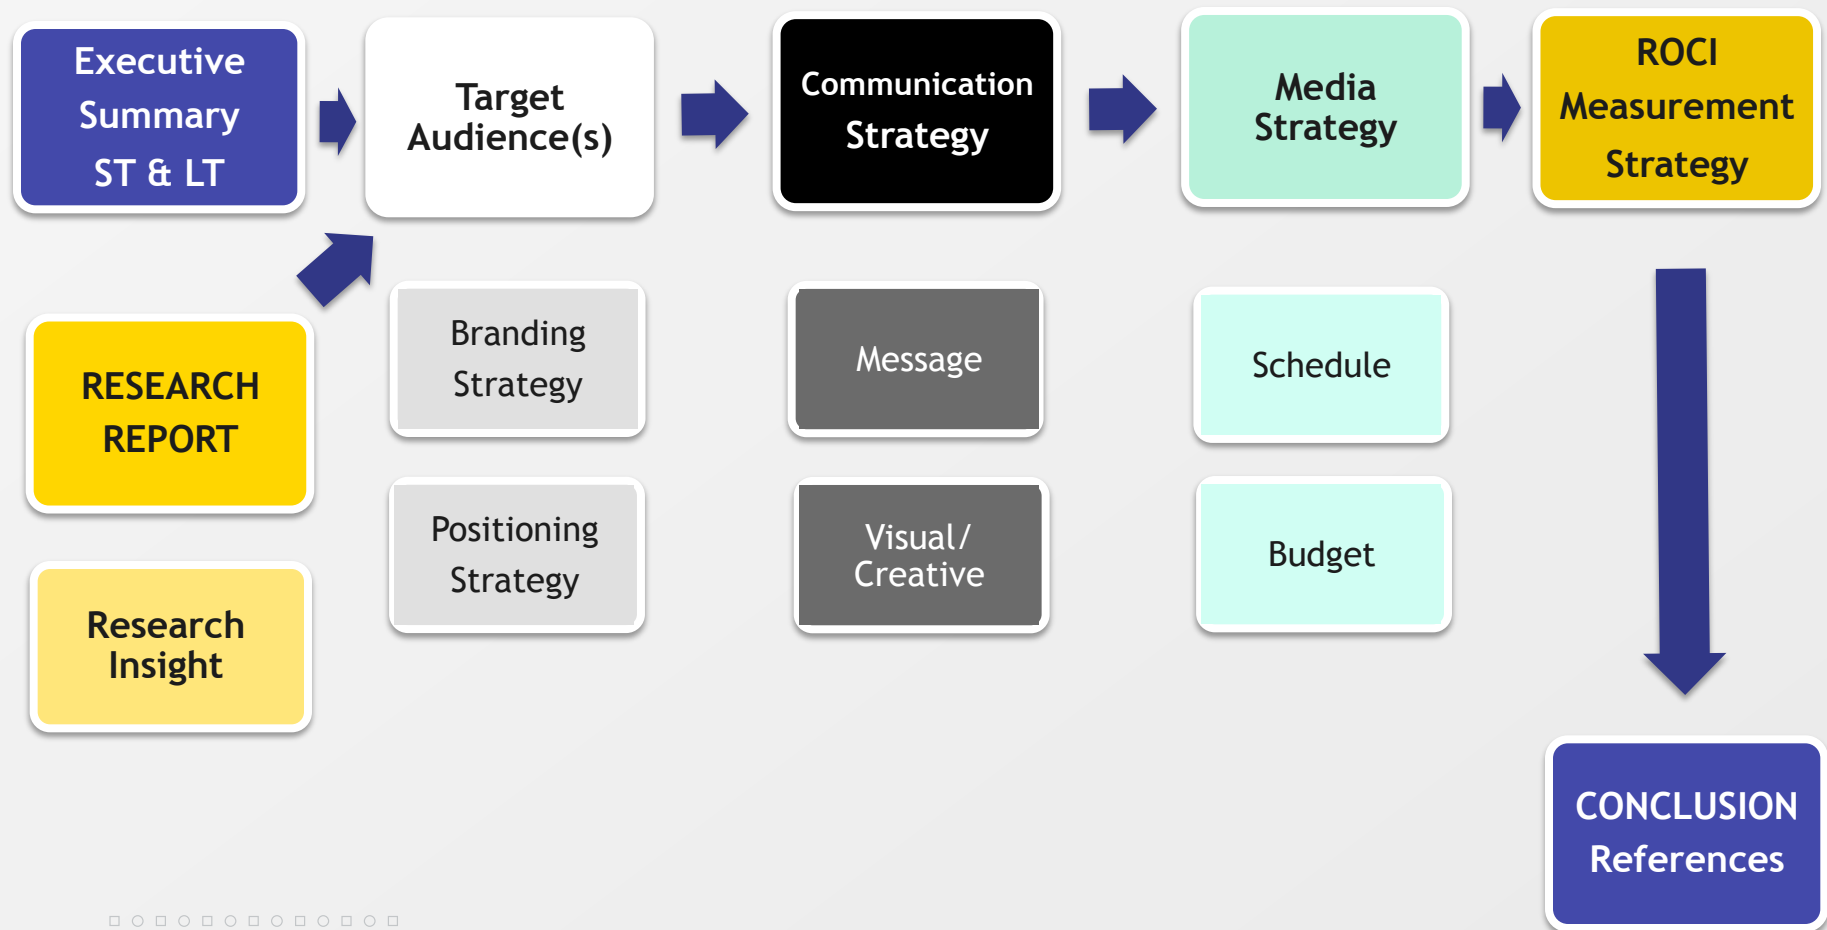 Executive
Summary
ST & LT
Target
Audience(s)
Communication
Strategy
Media
Strategy
ROCI
Measurement
Strategy
RESEARCH
REPORT
Research
Insight
Branding
Strategy
Positioning
Strategy
Message
Visual/
Creative
Schedule
Budget
CONCLUSION
References